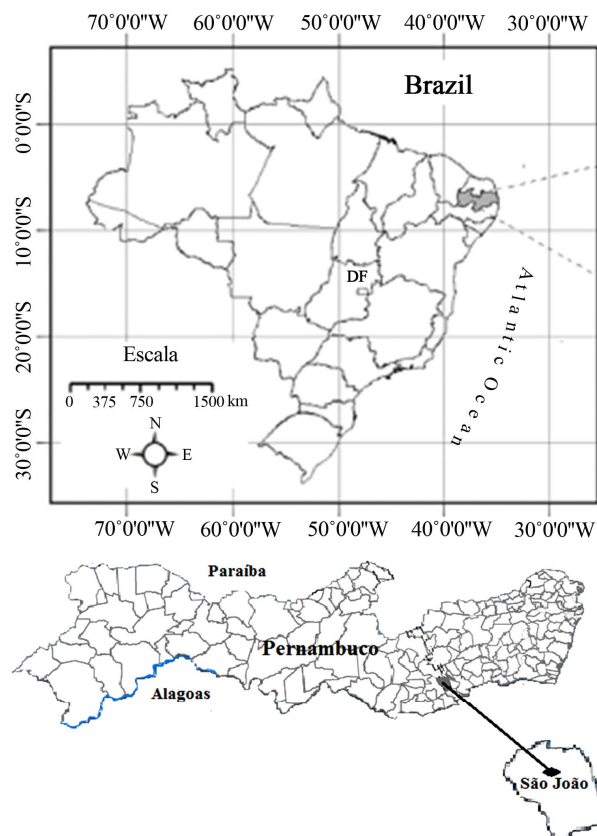 70°0'0"W 60°0'0"W 50°0'0"W 40°0'0"W 30°0'0"W
Brazil
0°0'0"S
10°0'0"S
20°0'0"S
30°0'0"S
DF
Atlantic Ocean
Escala
0 375 750 1500 km
N
W E
S
70°0'0"W 60°0'0"W 50°0'0"W 40°0'0"W 30°0'0"W
Paraíba
Pernambuco
Alagoas
São João